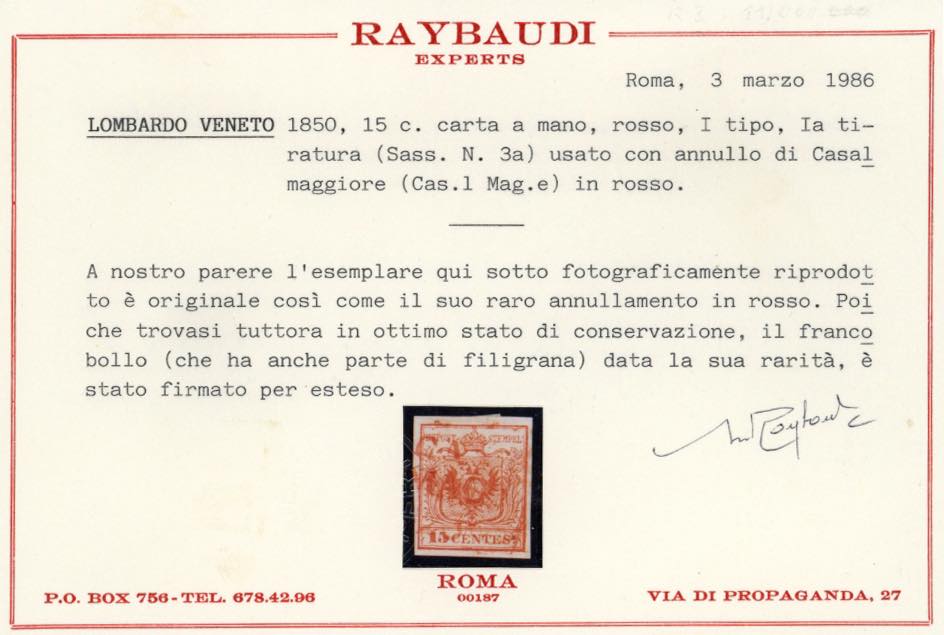 RAYBAUDI
EXPERTS
Roma, 3 marzo 1986
LOMBARDO VENETO 1850, 15 c. carta a mano, rosso, I tipo, Ia ti-
ratura (Sass. N. 3a) usato con annullo di Casal
maggiore (Cas.l Mag.e) in rosso.
A nostro parere l'esemplare qui sotto fotograficamente riprodot
to è originale così come il suo raro annullamento in rosso. Poi
che trovasi tuttora in ottimo stato di conservazione, il franco
bollo (che ha anche parte di filigrana) data la sua rarità, è
stato firmato per esteso.
STEMPEL
15 CENTES.
ROMA
00187
P.O. BOX 756 - TEL. 678.42.96
VIA DI PROPAGANDA, 27